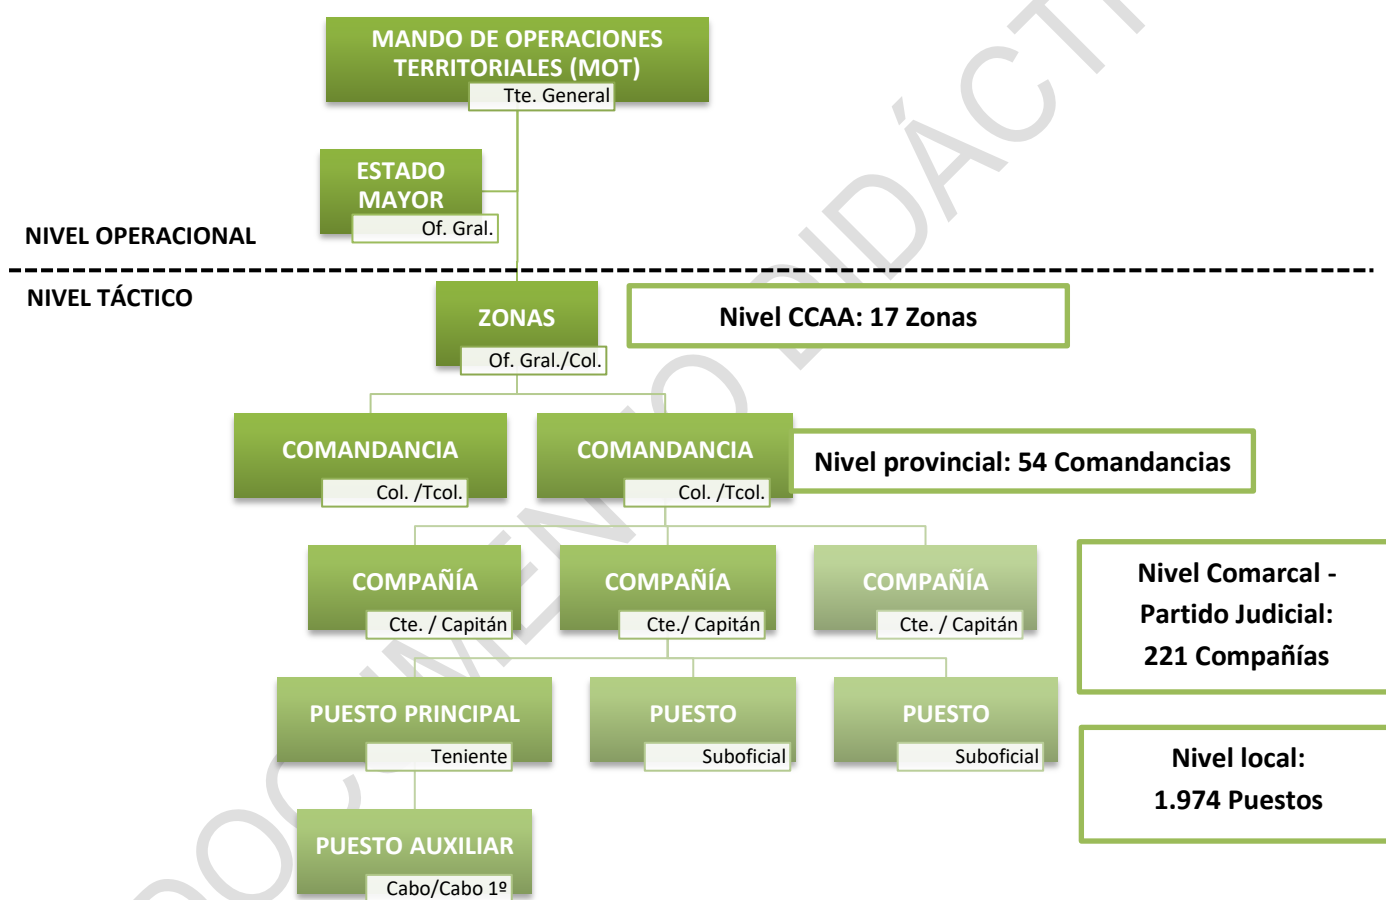 MANDO DE OPERACIONES
TERRITORIALES (MOT)
Tte. General
ESTADO
MAYOR
Of. Gral.
NIVEL OPERACIONAL
NIVEL TÁCTICO
ZONAS
Of. Gral./Col.
Nivel CCAA: 17 Zonas
COMANDANCIA
Col. /Tcol.
COMANDANCIA
Col. /Tcol.
Nivel provincial: 54 Comandancias
COMPAÑÍA
Cte. / Capitán
COMPAÑÍA
Cte./ Capitán
COMPAÑÍA
Cte. / Capitán
Nivel Comarcal -
Partido Judicial:
221 Compañías
PUESTO PRINCIPAL
Teniente
PUESTO
Suboficial
PUESTO
Suboficial
Nivel local:
1.974 Puestos
PUESTO AUXILIAR
Cabo/Cabo 1º
DOCUMENTO DIDÁCTI